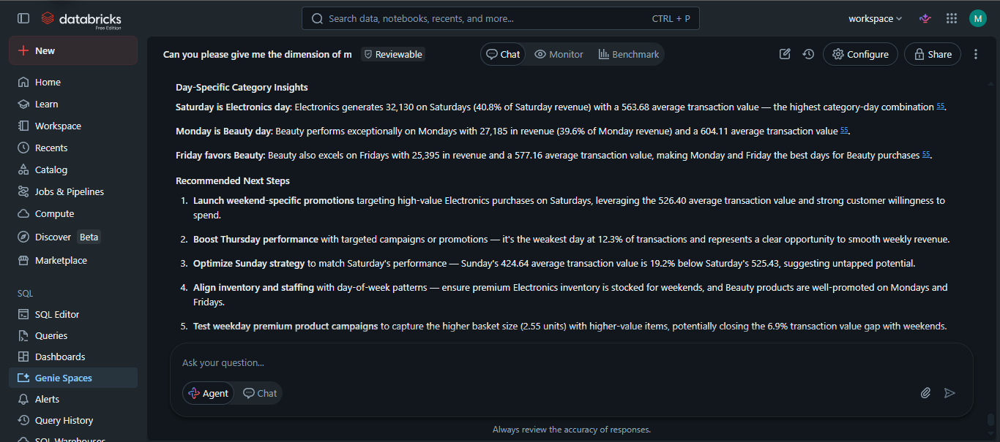 databricks
Free Edition
Search data, notebooks, recents, and more...
CTRL + P
workspace
M
New
Home
Learn
Workspace
Recents
Catalog
Jobs & Pipelines
Compute
Discover Beta
Marketplace
SQL
SQL Editor
Queries
Dashboards
Genie Spaces
Alerts
Query History
SQL Warehouses
Can you please give me the dimension of m
Reviewable
Chat
Monitor
Benchmark
Configure
Share
Day-Specific Category Insights
Saturday is Electronics day: Electronics generates 32,130 on Saturdays (40.8% of Saturday revenue) with a 563.68 average transaction value — the highest category-day combination 55.
Monday is Beauty day: Beauty performs exceptionally on Mondays with 27,185 in revenue (39.6% of Monday revenue) and a 604.11 average transaction value 55.
Friday favors Beauty: Beauty also excels on Fridays with 25,395 in revenue and a 577.16 average transaction value, making Monday and Friday the best days for Beauty purchases 55.
Recommended Next Steps
1. Launch weekend-specific promotions targeting high-value Electronics purchases on Saturdays, leveraging the 526.40 average transaction value and strong customer willingness to
spend.
2. Boost Thursday performance with targeted campaigns or promotions — it's the weakest day at 12.3% of transactions and represents a clear opportunity to smooth weekly revenue.
3. Optimize Sunday strategy to match Saturday's performance — Sunday's 424.64 average transaction value is 19.2% below Saturday's 525.43, suggesting untapped potential.
4. Align inventory and staffing with day-of-week patterns — ensure premium Electronics inventory is stocked for weekends, and Beauty products are well-promoted on Mondays and
Fridays.
5. Test weekday premium product campaigns to capture the higher basket size (2.55 units) with higher-value items, potentially closing the 6.9% transaction value gap with weekends.
Ask your question...
Agent
Chat
Always review the accuracy of responses.